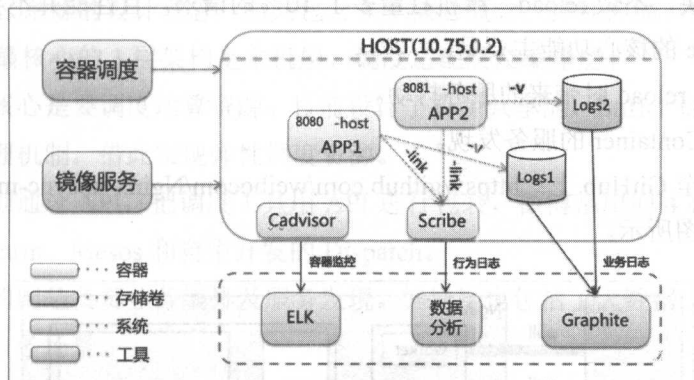 HOST(10.75.0.2)
容器调度
镜像服务
8081 -host
APP2
-v
Logs2
8080 -host
APP1
-link
-link
-v
Logs1
Cadvisor
Scribe
容器监控
行为日志
业务日志
ELK
数据
分析
Graphite
容器
存储卷
系统
工具